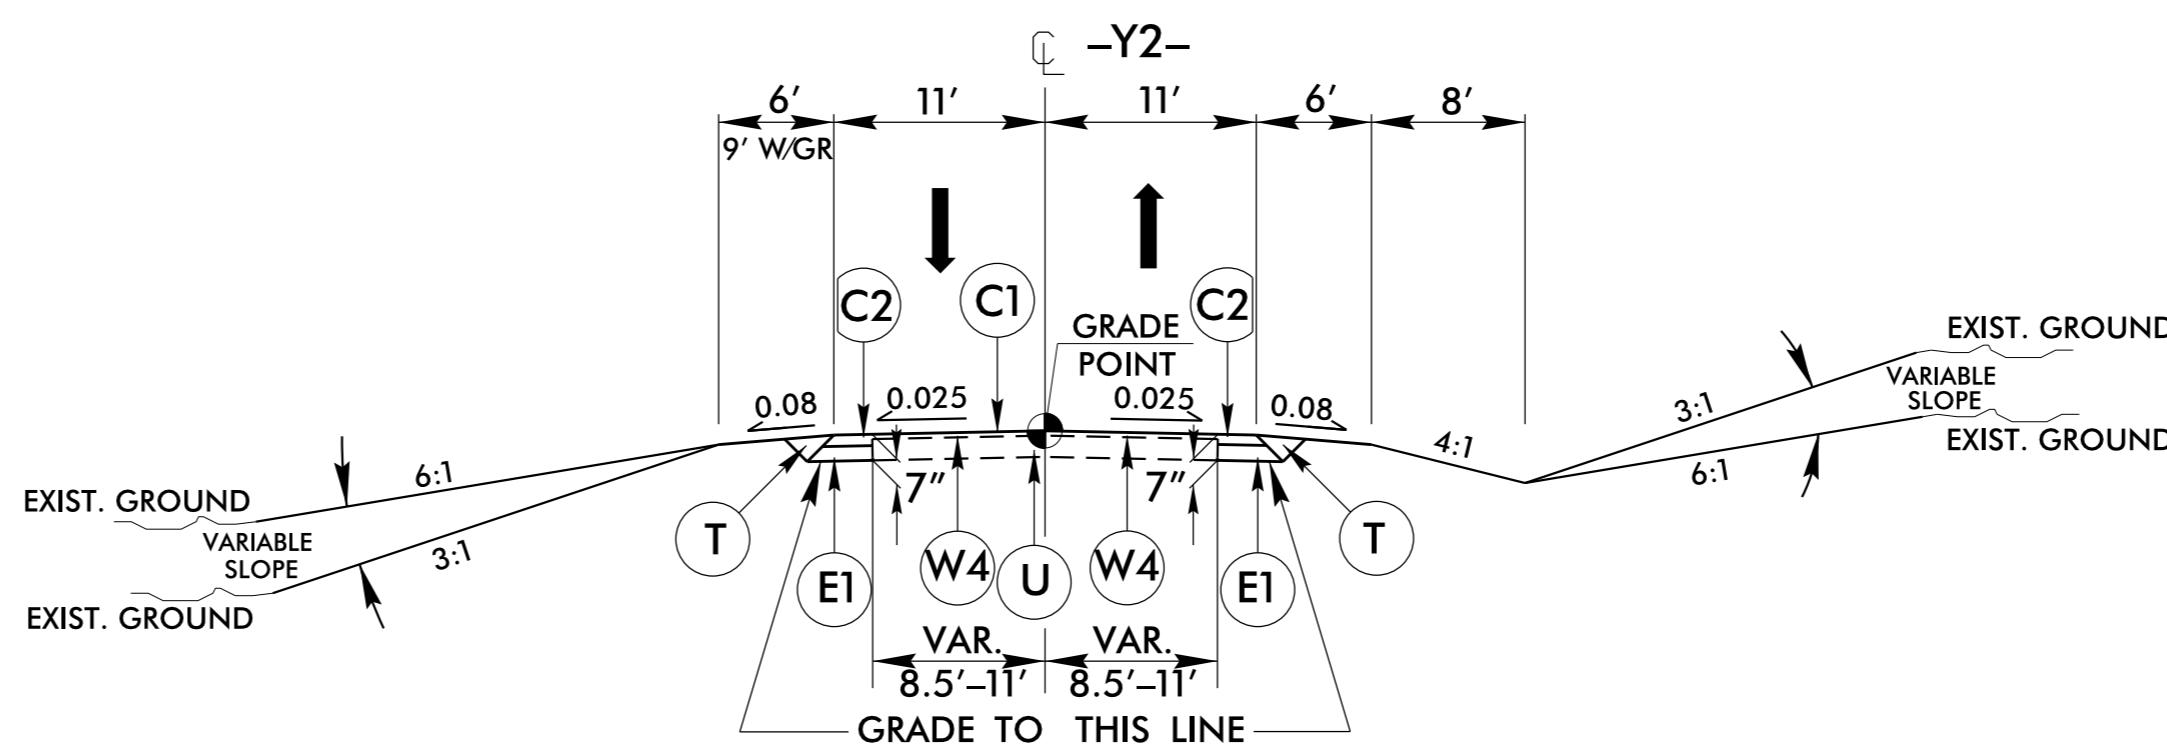 CL –Y2–
6′ 11′ 11′ 6′ 8′
9′ W/GR
C2 C1 C2
GRADE
POINT
EXIST. GROUND
0.08 0.025 0.025 0.08
VARIABLE
SLOPE
3:1
EXIST. GROUND
4:1
6:1
6:1
7″ 7″
EXIST. GROUND
VARIABLE
SLOPE
3:1
T T
W4 U W4
E1 E1
EXIST. GROUND
VAR. VAR.
8.5′–11′ 8.5′–11′
GRADE TO THIS LINE